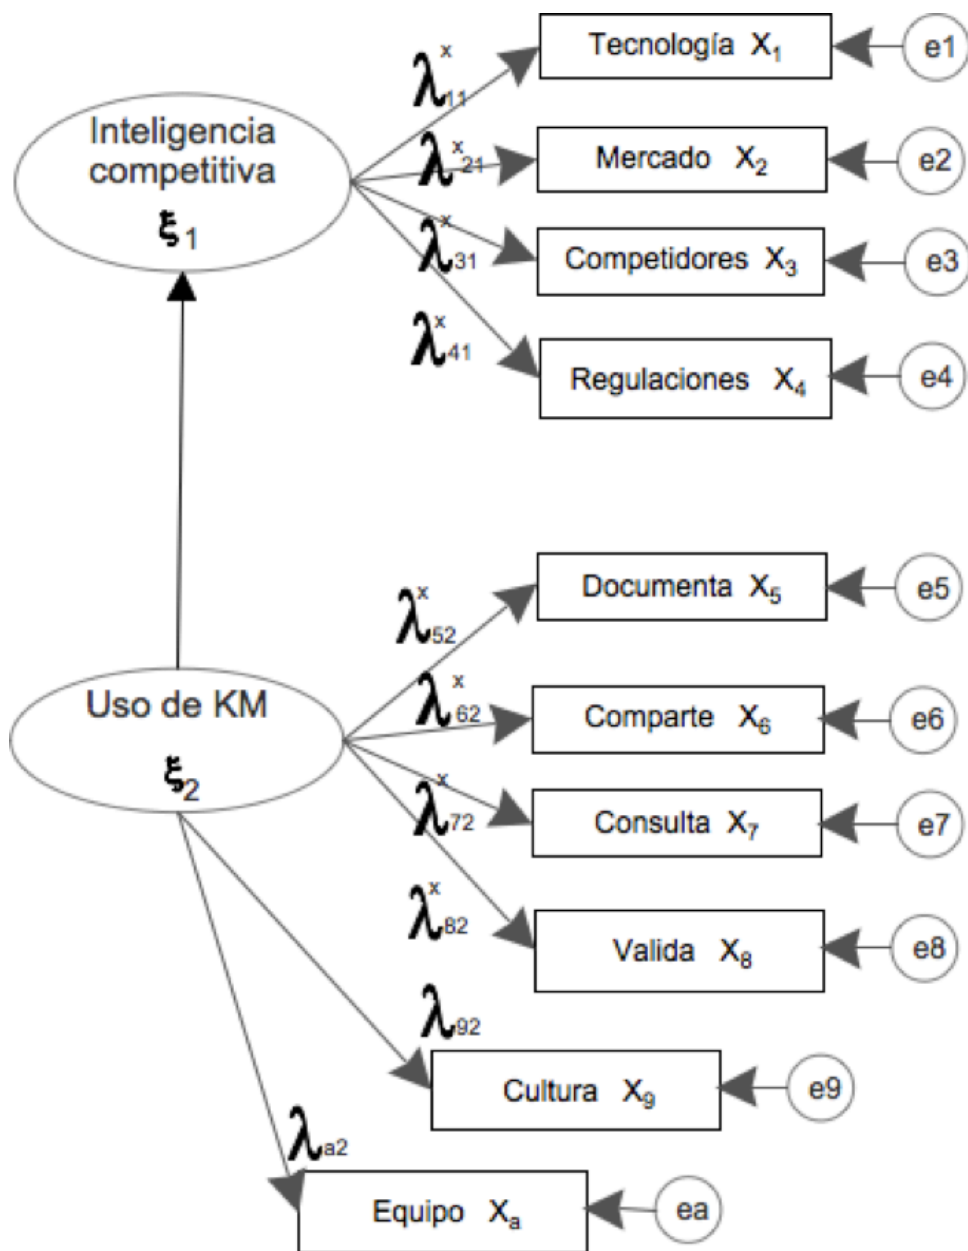 Tecnología X1
e1
λx11
Inteligencia
competitiva
ξ1
Mercado X2
e2
λx21
Competidores X3
e3
λx31
Regulaciones X4
e4
λx41
Documenta X5
e5
λx52
Uso de KM
ξ2
Comparte X6
e6
λx62
Consulta X7
e7
λx72
Valida X8
e8
λx82
λ92
Cultura X9
e9
λa2
Equipo Xa
ea